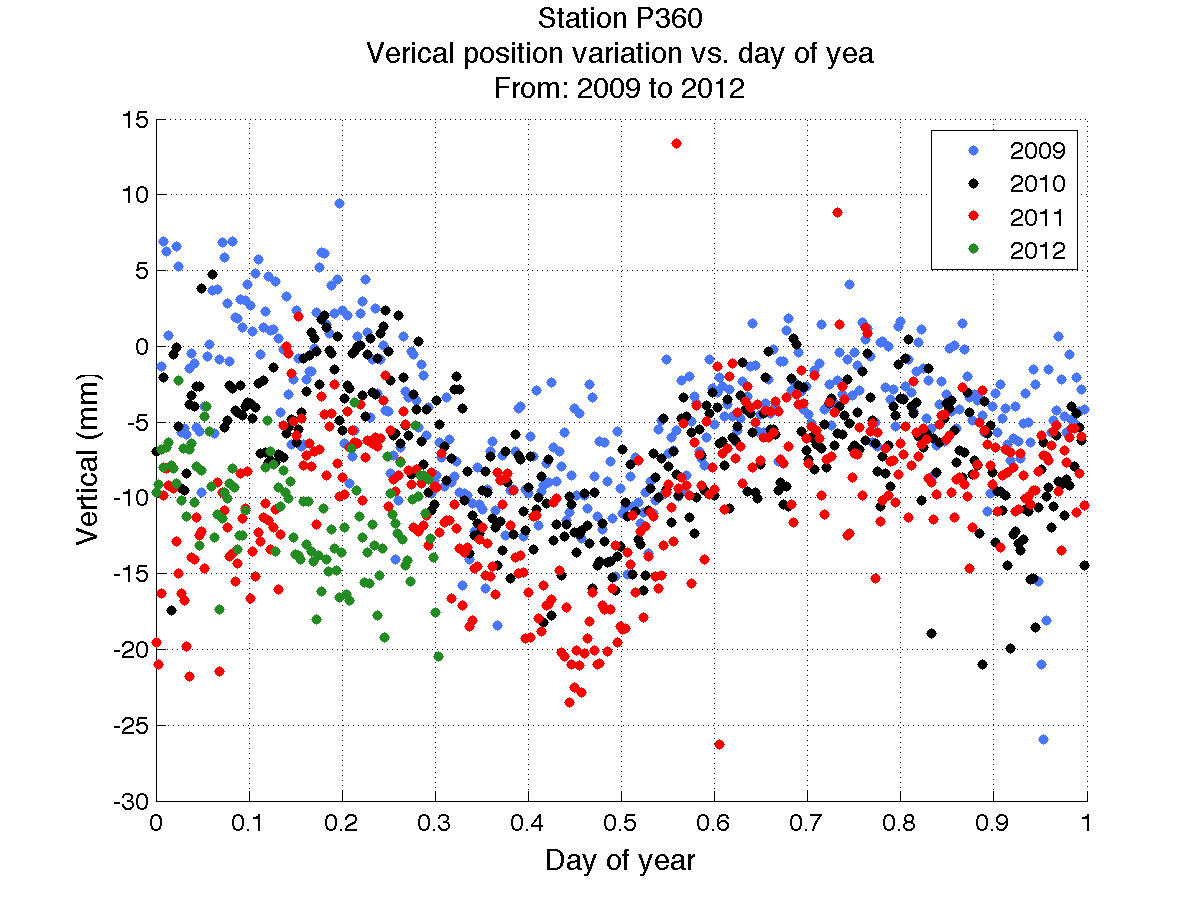 Station P360
Verical position variation vs. day of yea
From: 2009 to 2012
15
10
5
0
-5
-10
-15
-20
-25
-30
Vertical (mm)
2009
2010
2011
2012
0 0.1 0.2 0.3 0.4 0.5 0.6 0.7 0.8 0.9 1
Day of year